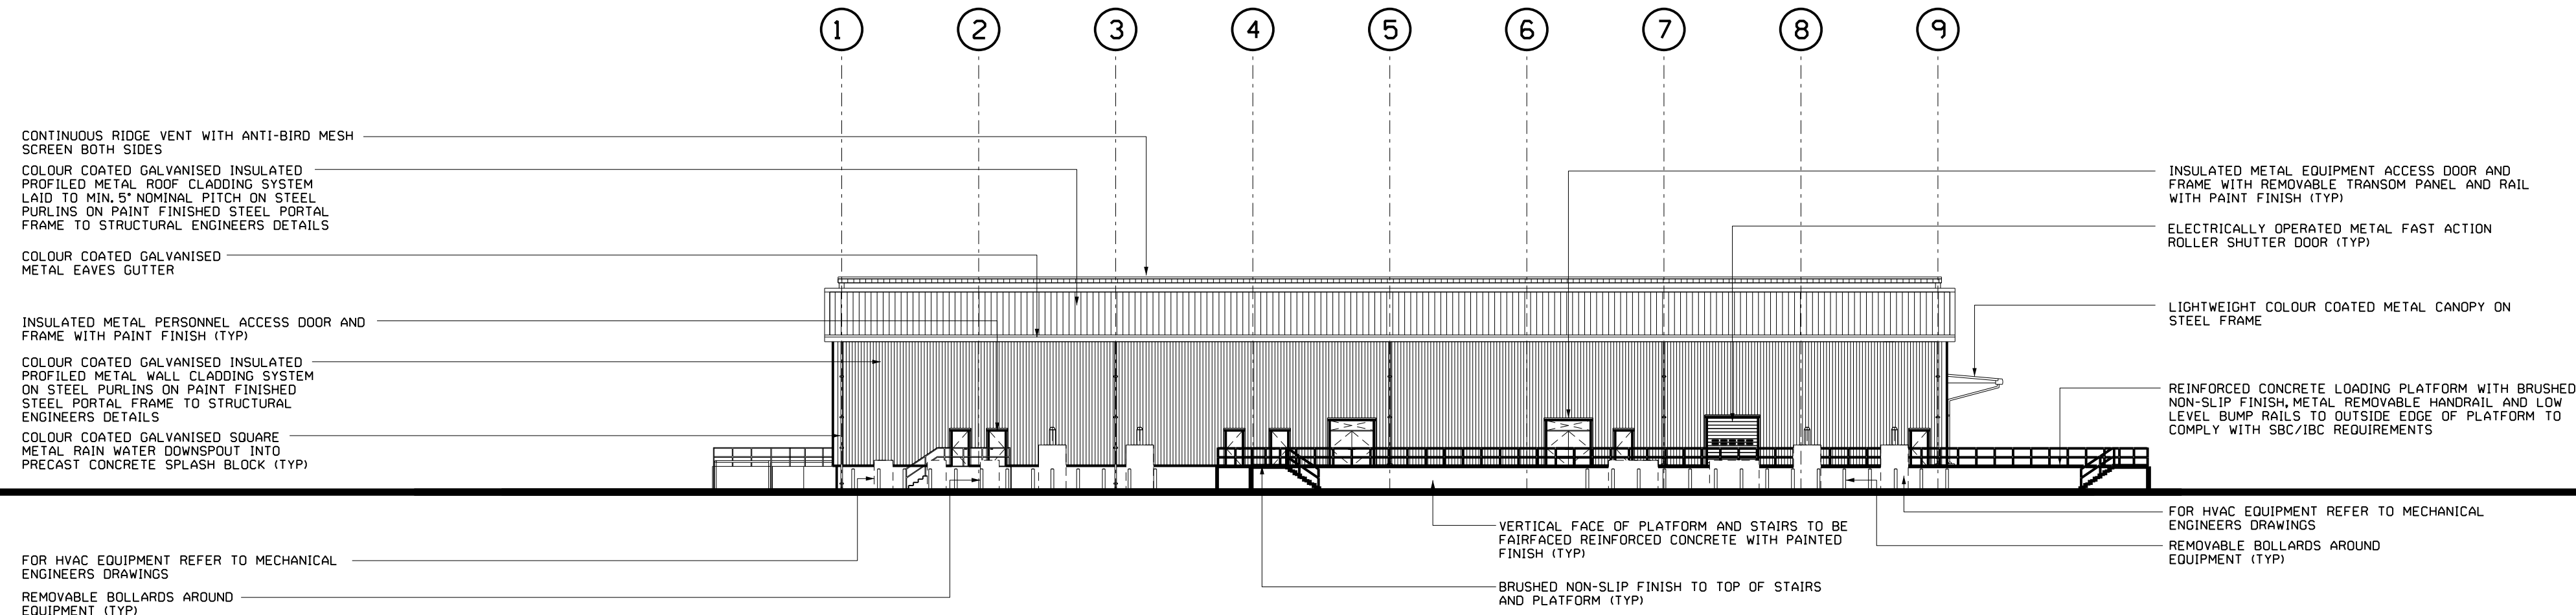 1 2 3 4 5 6 7 8 9
CONTINUOUS RIDGE VENT WITH ANTI-BIRD MESH
SCREEN BOTH SIDES
COLOUR COATED GALVANISED INSULATED
PROFILED METAL ROOF CLADDING SYSTEM
LAID TO MIN. 5° NOMINAL PITCH ON STEEL
PURLINS ON PAINT FINISHED STEEL PORTAL
FRAME TO STRUCTURAL ENGINEERS DETAILS
COLOUR COATED GALVANISED
METAL EAVES GUTTER
INSULATED METAL PERSONNEL ACCESS DOOR AND
FRAME WITH PAINT FINISH (TYP)
COLOUR COATED GALVANISED INSULATED
PROFILED METAL WALL CLADDING SYSTEM
ON STEEL PURLINS ON PAINT FINISHED
STEEL PORTAL FRAME TO STRUCTURAL
ENGINEERS DETAILS
COLOUR COATED GALVANISED SQUARE
METAL RAIN WATER DOWNSPOUT INTO
PRECAST CONCRETE SPLASH BLOCK (TYP)
FOR HVAC EQUIPMENT REFER TO MECHANICAL
ENGINEERS DRAWINGS
REMOVABLE BOLLARDS AROUND
EQUIPMENT (TYP)
VERTICAL FACE OF PLATFORM AND STAIRS TO BE
FAIRFACED REINFORCED CONCRETE WITH PAINTED
FINISH (TYP)
BRUSHED NON-SLIP FINISH TO TOP OF STAIRS
AND PLATFORM (TYP)
INSULATED METAL EQUIPMENT ACCESS DOOR AND
FRAME WITH REMOVABLE TRANSOM PANEL AND RAIL
WITH PAINT FINISH (TYP)
ELECTRICALLY OPERATED METAL FAST ACTION
ROLLER SHUTTER DOOR (TYP)
LIGHTWEIGHT COLOUR COATED METAL CANOPY ON
STEEL FRAME
REINFORCED CONCRETE LOADING PLATFORM WITH BRUSHED
NON-SLIP FINISH, METAL REMOVABLE HANDRAIL AND LOW
LEVEL BUMP RAILS TO OUTSIDE EDGE OF PLATFORM TO
COMPLY WITH SBC/IBC REQUIREMENTS
FOR HVAC EQUIPMENT REFER TO MECHANICAL
ENGINEERS DRAWINGS
REMOVABLE BOLLARDS AROUND
EQUIPMENT (TYP)